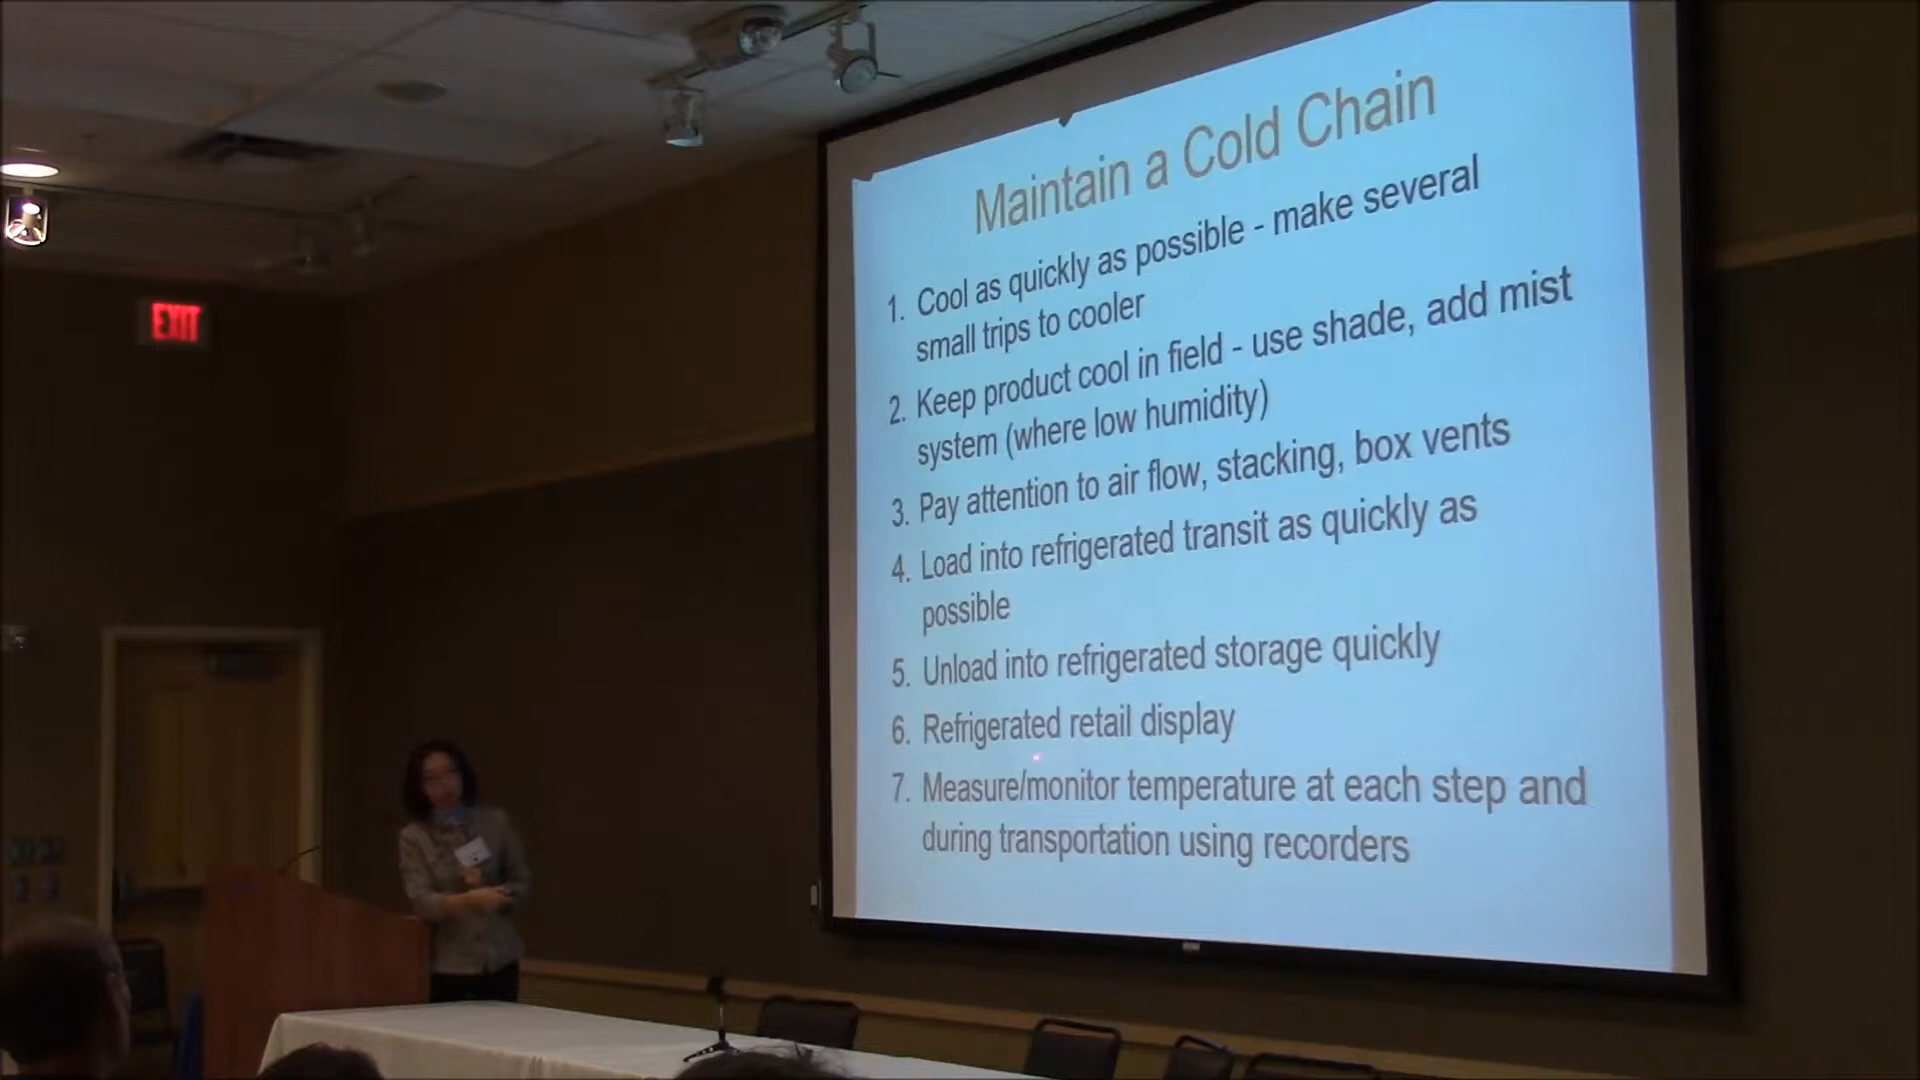 EXIT
Maintain a Cold Chain
1. Cool as quickly as possible - make several
small trips to cooler
2. Keep product cool in field - use shade, add mist
system (where low humidity)
3. Pay attention to air flow, stacking, box vents
4. Load into refrigerated transit as quickly as
possible
5. Unload into refrigerated storage quickly
6. Refrigerated retail display
7. Measure/monitor temperature at each step and
during transportation using recorders